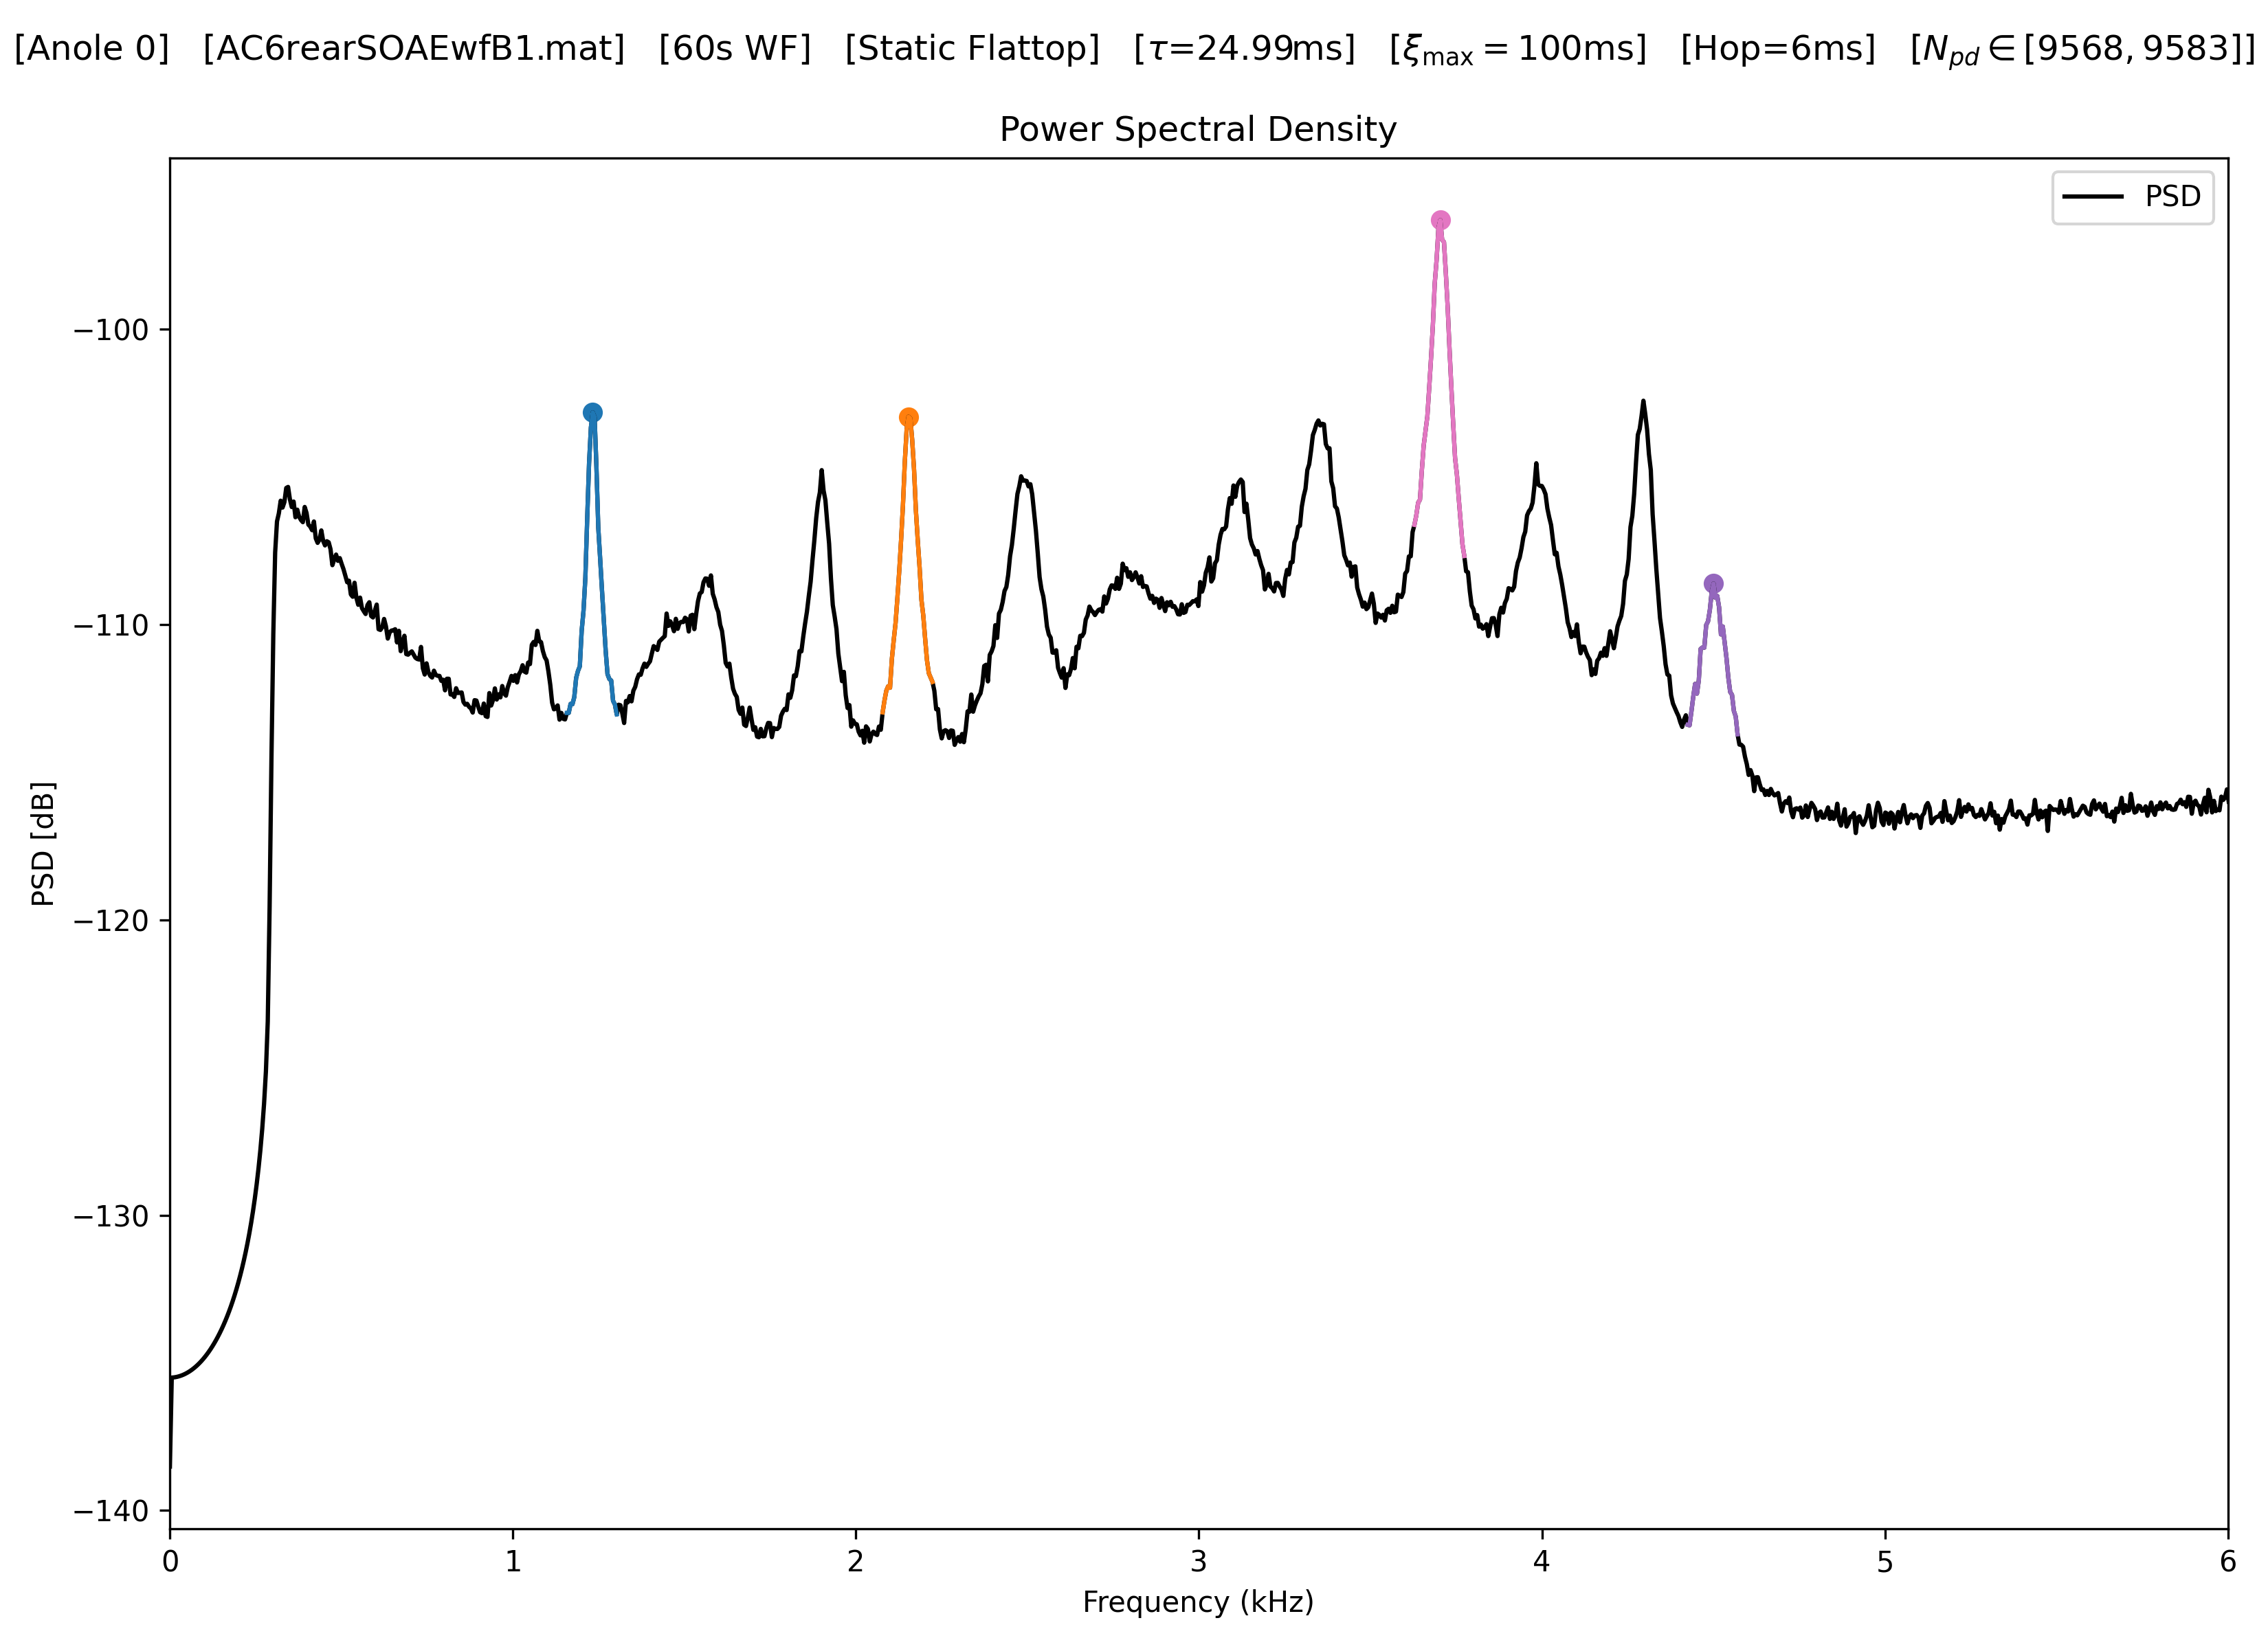 [Anole 0] [AC6rearSOAEwfB1.mat] [60s WF] [Static Flattop] [τ=24.99ms] [ξmax = 100ms] [Hop=6ms] [Npd ∈ [9568, 9583]]
Power Spectral Density
PSD
−100
−110
−120
−130
−140
PSD [dB]
0 1 2 3 4 5 6
Frequency (kHz)